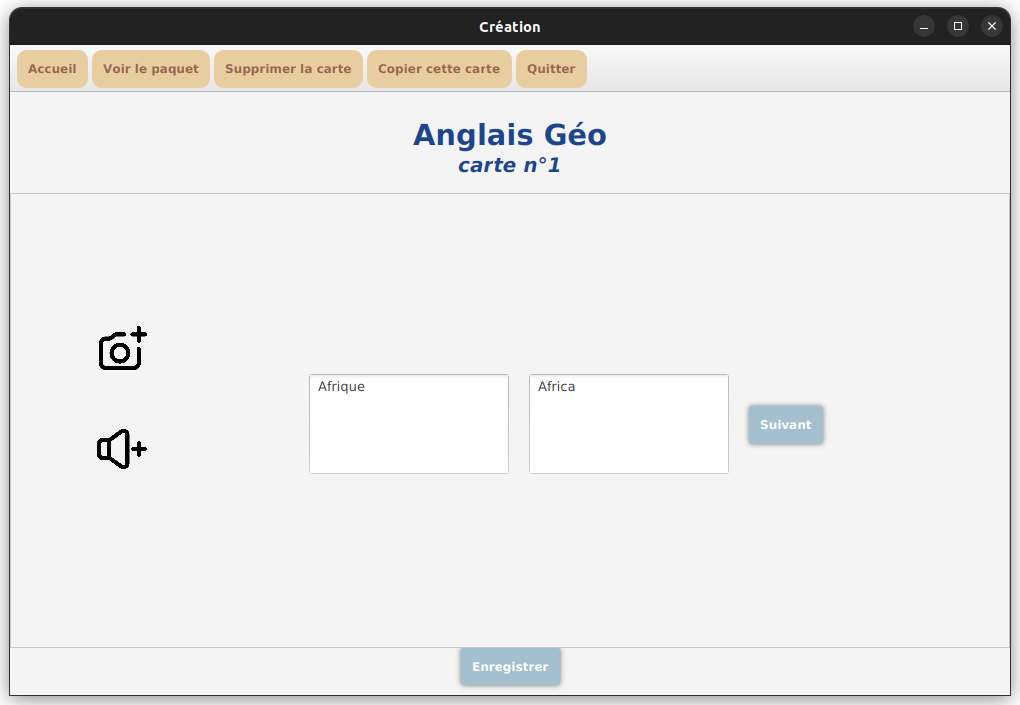 Création
Accueil Voir le paquet Supprimer la carte Copier cette carte Quitter
Anglais Géo
carte n°1
Afrique Africa
Suivant
Enregistrer